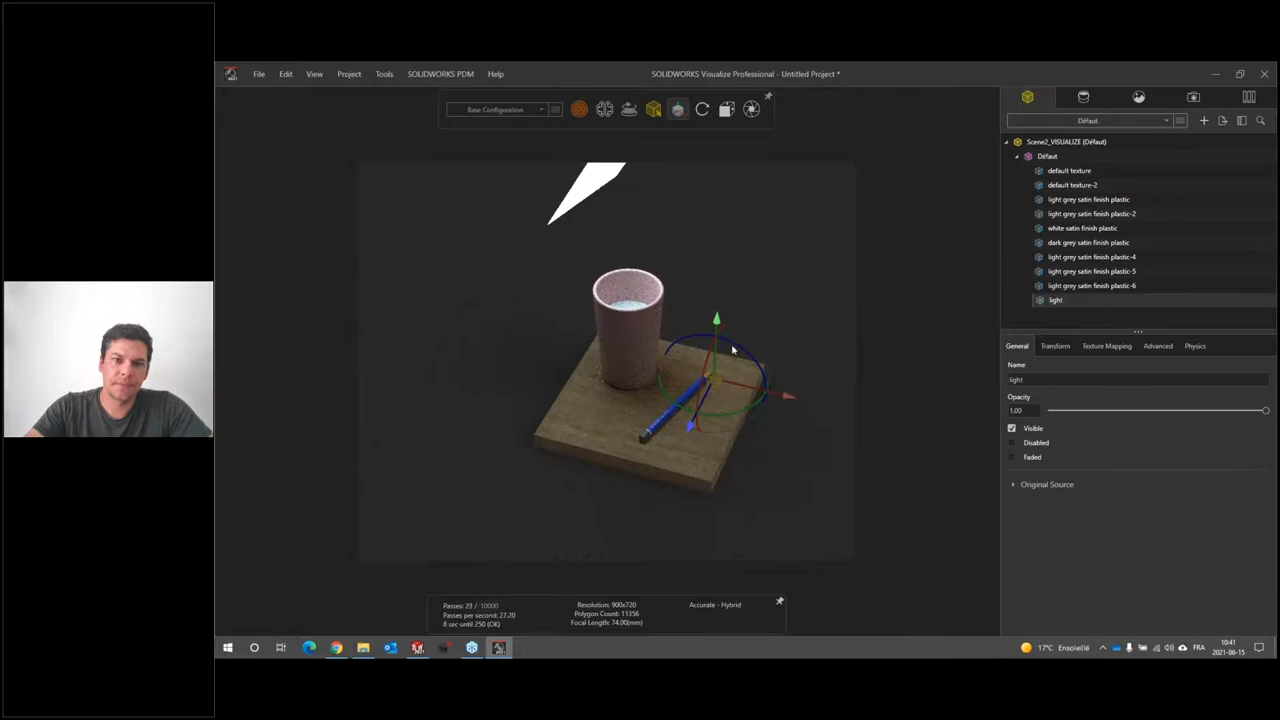 File Edit View Project Tools SOLIDWORKS PDM Help
SOLIDWORKS Visualize Professional - Untitled Project *
Base Configuration
Défaut
Scene2_VISUALIZE (Défaut)
Défaut
default texture
default texture-2
light grey satin finish plastic
light grey satin finish plastic-2
white satin finish plastic
dark grey satin finish plastic
light grey satin finish plastic-4
light grey satin finish plastic-5
light grey satin finish plastic-6
light
General Transform Texture Mapping Advanced Physics
Name
light
Opacity
1.00
Visible
Disabled
Faded
Original Source
Passes: 23 / 10000
Passes per second: 27.20
8 sec until 250 (OK)
Resolution: 900x720
Polygon Count: 11356
Focal Length: 74.00(mm)
Accurate - Hybrid
17°C Ensoleillé
FRA
10:41
2021-06-15